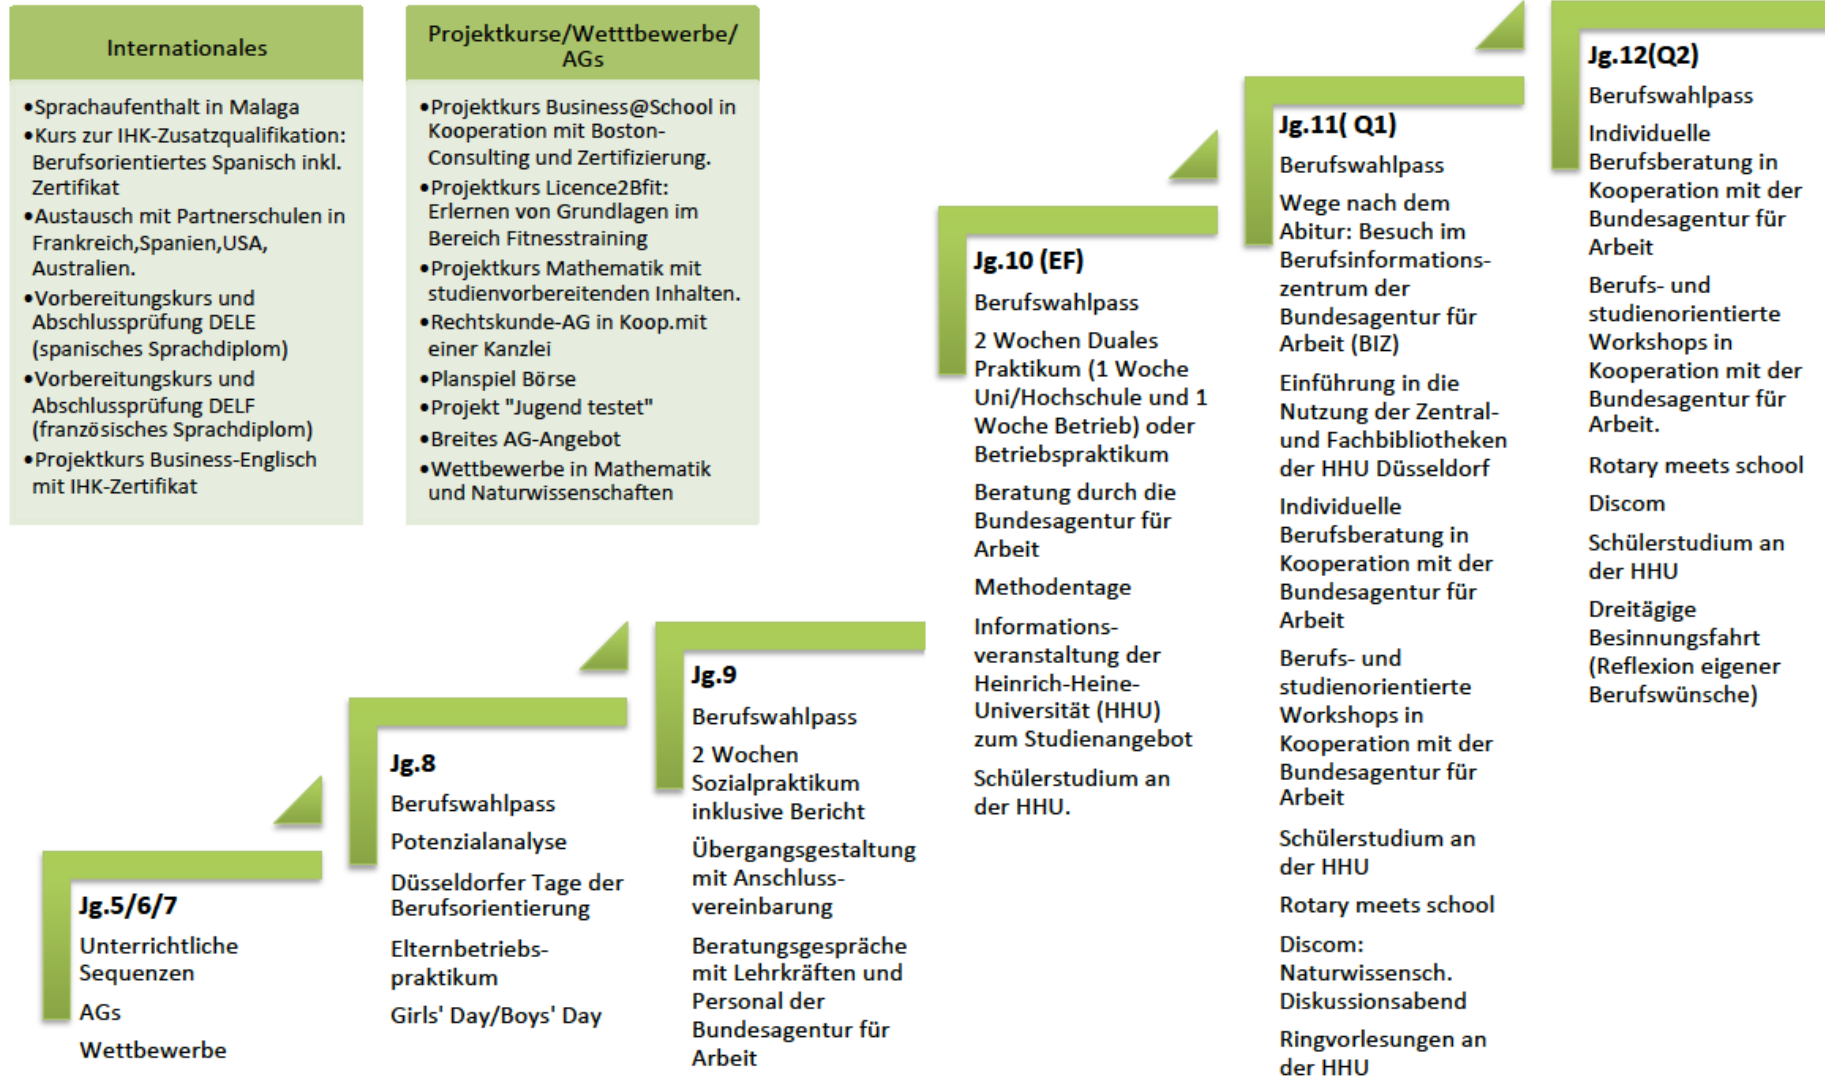 Internationales
•Sprachaufenthalt in Malaga
•Kurs zur IHK-Zusatzqualifikation:
Berufsorientiertes Spanisch inkl.
Zertifikat
•Austausch mit Partnerschulen in
Frankreich,Spanien,USA,
Australien.
•Vorbereitungskurs und
Abschlussprüfung DELE
(spanisches Sprachdiplom)
•Vorbereitungskurs und
Abschlussprüfung DELF
(französisches Sprachdiplom)
•Projektkurs Business-Englisch
mit IHK-Zertifikat
Projektkurse/Wetttbewerbe/
AGs
•Projektkurs Business@School in
Kooperation mit Boston-
Consulting und Zertifizierung.
•Projektkurs Licence2Bfit:
Erlernen von Grundlagen im
Bereich Fitnesstraining
•Projektkurs Mathematik mit
studienvorbereitenden Inhalten.
•Rechtskunde-AG in Koop.mit
einer Kanzlei
•Planspiel Börse
•Projekt "Jugend testet"
•Breites AG-Angebot
•Wettbewerbe in Mathematik
und Naturwissenschaften
Jg.5/6/7
Unterrichtliche
Sequenzen
AGs
Wettbewerbe
Jg.8
Berufswahlpass
Potenzialanalyse
Düsseldorfer Tage der
Berufsorientierung
Elternbetriebs-
praktikum
Girls' Day/Boys' Day
Jg.9
Berufswahlpass
2 Wochen
Sozialpraktikum
inklusive Bericht
Übergangsgestaltung
mit Anschluss-
vereinbarung
Beratungsgespräche
mit Lehrkräften und
Personal der
Bundesagentur für
Arbeit
Jg.10 (EF)
Berufswahlpass
2 Wochen Duales
Praktikum (1 Woche
Uni/Hochschule und 1
Woche Betrieb) oder
Betriebspraktikum
Beratung durch die
Bundesagentur für
Arbeit
Methodentage
Informations-
veranstaltung der
Heinrich-Heine-
Universität (HHU)
zum Studienangebot
Schülerstudium an
der HHU.
Jg.11( Q1)
Berufswahlpass
Wege nach dem
Abitur: Besuch im
Berufsinformations-
zentrum der
Bundesagentur für
Arbeit (BIZ)
Einführung in die
Nutzung der Zentral-
und Fachbibliotheken
der HHU Düsseldorf
Individuelle
Berufsberatung in
Kooperation mit der
Bundesagentur für
Arbeit
Berufs- und
studienorientierte
Workshops in
Kooperation mit der
Bundesagentur für
Arbeit
Schülerstudium an
der HHU
Rotary meets school
Discom:
Naturwissensch.
Diskussionsabend
Ringvorlesungen an
der HHU
Jg.12(Q2)
Berufswahlpass
Individuelle
Berufsberatung in
Kooperation mit der
Bundesagentur für
Arbeit
Berufs- und
studienorientierte
Workshops in
Kooperation mit der
Bundesagentur für
Arbeit.
Rotary meets school
Discom
Schülerstudium an
der HHU
Dreitägige
Besinnungsfahrt
(Reflexion eigener
Berufswünsche)